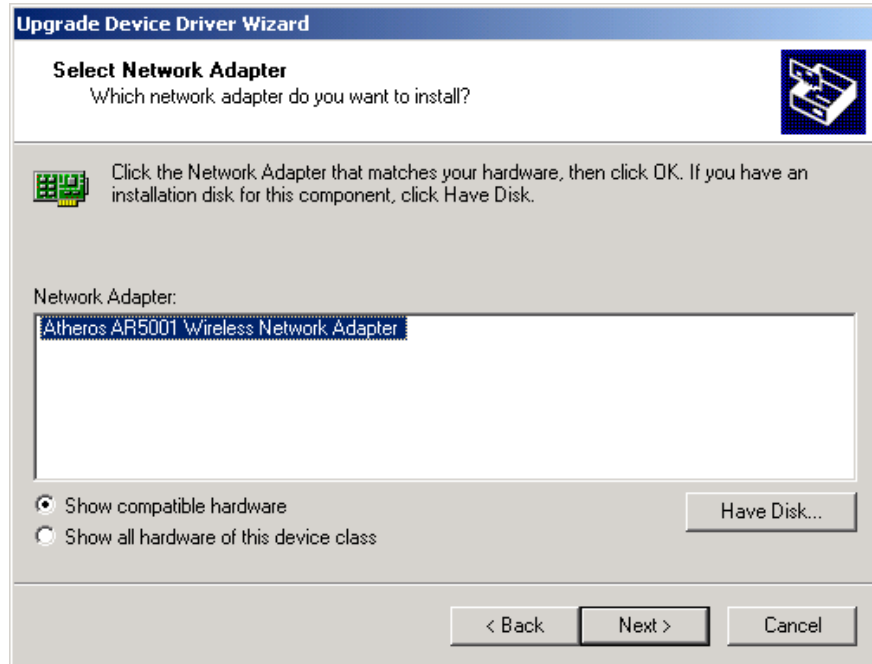 Upgrade Device Driver Wizard
Select Network Adapter
Which network adapter do you want to install?
Click the Network Adapter that matches your hardware, then click OK. If you have an
installation disk for this component, click Have Disk.
Network Adapter:
Atheros AR5001 Wireless Network Adapter
Show compatible hardware
Have Disk...
Show all hardware of this device class
< Back
Next >
Cancel